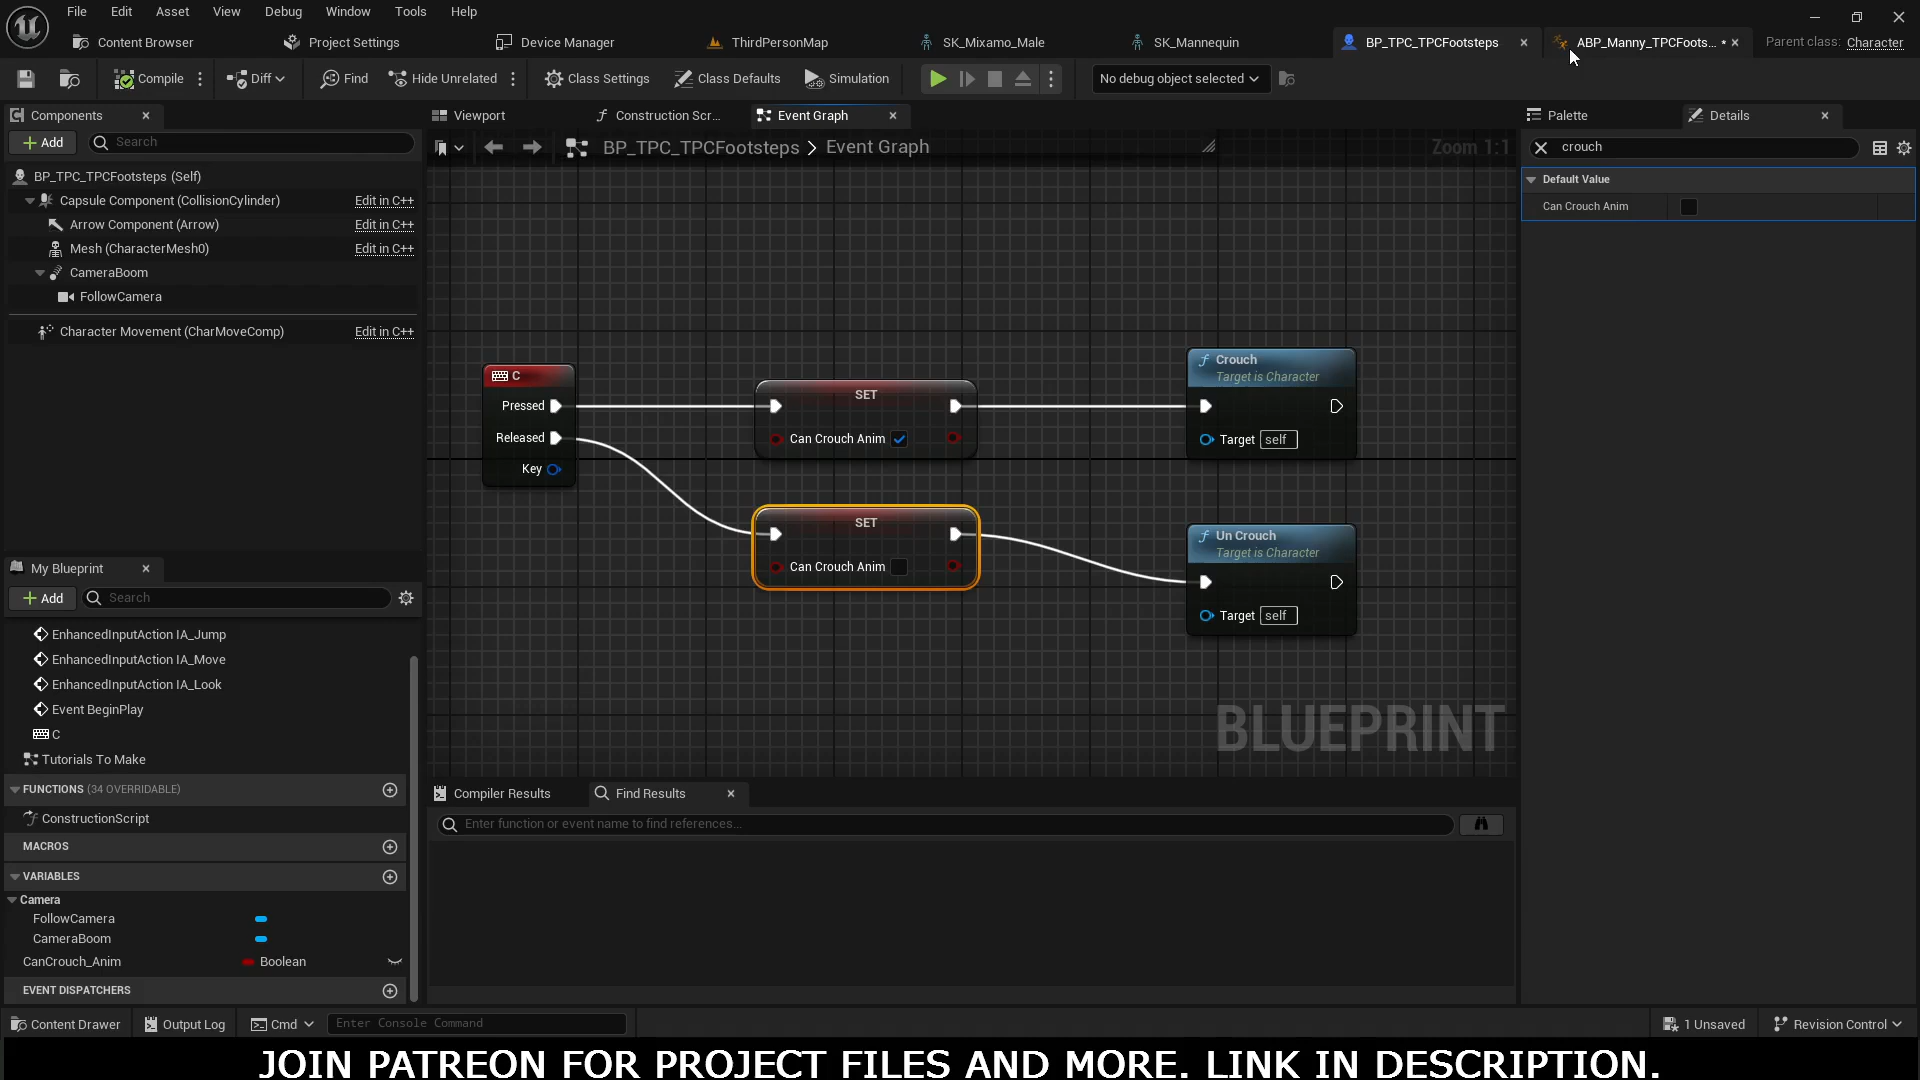 File Edit Asset View Debug Window Tools Help
Content Browser Project Settings Device Manager ThirdPersonMap SK_Mixamo_Male SK_Mannequin BP_TPC_TPCFootsteps ABP_Manny_TPCFoots... * Parent class: Character
Compile Diff Find Hide Unrelated Class Settings Class Defaults Simulation No debug object selected
Components
Add Search
BP_TPC_TPCFootsteps (Self)
Capsule Component (CollisionCylinder) Edit in C++
Arrow Component (Arrow) Edit in C++
Mesh (CharacterMesh0) Edit in C++
CameraBoom
FollowCamera
Character Movement (CharMoveComp) Edit in C++
My Blueprint
Add Search
EnhancedInputAction IA_Jump
EnhancedInputAction IA_Move
EnhancedInputAction IA_Look
Event BeginPlay
C
Tutorials To Make
FUNCTIONS (34 OVERRIDABLE)
ConstructionScript
MACROS
VARIABLES
Camera
FollowCamera
CameraBoom
CanCrouch_Anim Boolean
EVENT DISPATCHERS
Viewport Construction Scr... Event Graph
BP_TPC_TPCFootsteps > Event Graph Zoom 1:1
C
Pressed
Released
Key
SET
Can Crouch Anim
SET
Can Crouch Anim
Crouch
Target is Character
Target self
Un Crouch
Target is Character
Target self
BLUEPRINT
Compiler Results Find Results
Enter function or event name to find references...
Palette Details
crouch
Default Value
Can Crouch Anim
Content Drawer Output Log Cmd Enter Console Command 1 Unsaved Revision Control
JOIN PATREON FOR PROJECT FILES AND MORE. LINK IN DESCRIPTION.